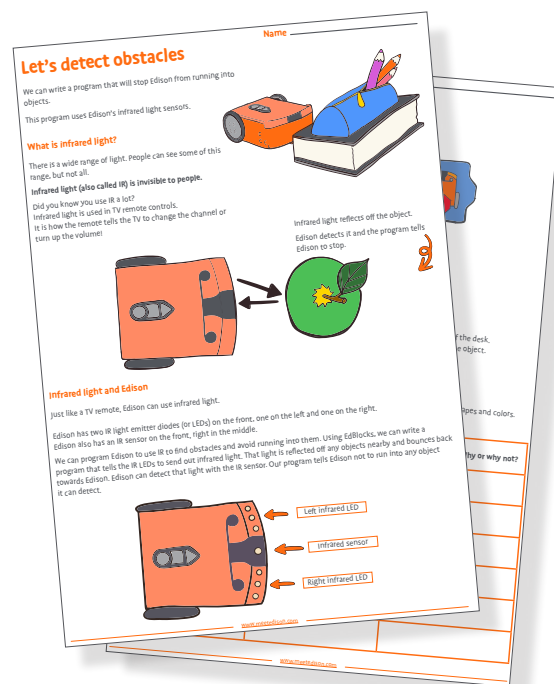 Name
Let's detect obstacles
We can write a program that will stop Edison from running into
objects.
This program uses Edison's infrared light sensors.
What is infrared light?
There is a wide range of light. People can see some of this
range, but not all.
Infrared light (also called IR) is invisible to people.
Did you know you use IR a lot?
Infrared light is used in TV remote controls.
It is how the remote tells the TV to change the channel or
turn up the volume!
Infrared light reflects off the object.
Edison detects it and the program tells
Edison to stop.
Infrared light and Edison
Just like a TV remote, Edison can use infrared light.
Edison has two IR light emitter diodes (or LEDs) on the front, one on the left and one on the right.
Edison also has an IR sensor on the front, right in the middle.
We can program Edison to use IR to find obstacles and avoid running into them. Using EdBlocks, we can write a
program that tells the IR LEDs to send out infrared light. That light is reflected off any objects nearby and bounces back
towards Edison. Edison can detect that light with the IR sensor. Our program tells Edison not to run into any object
it can detect.
Left infrared LED
Infrared sensor
Right infrared LED
www.meetedison.com
of the desk.
object.
and colors.
or why not?
www.meetedison.com